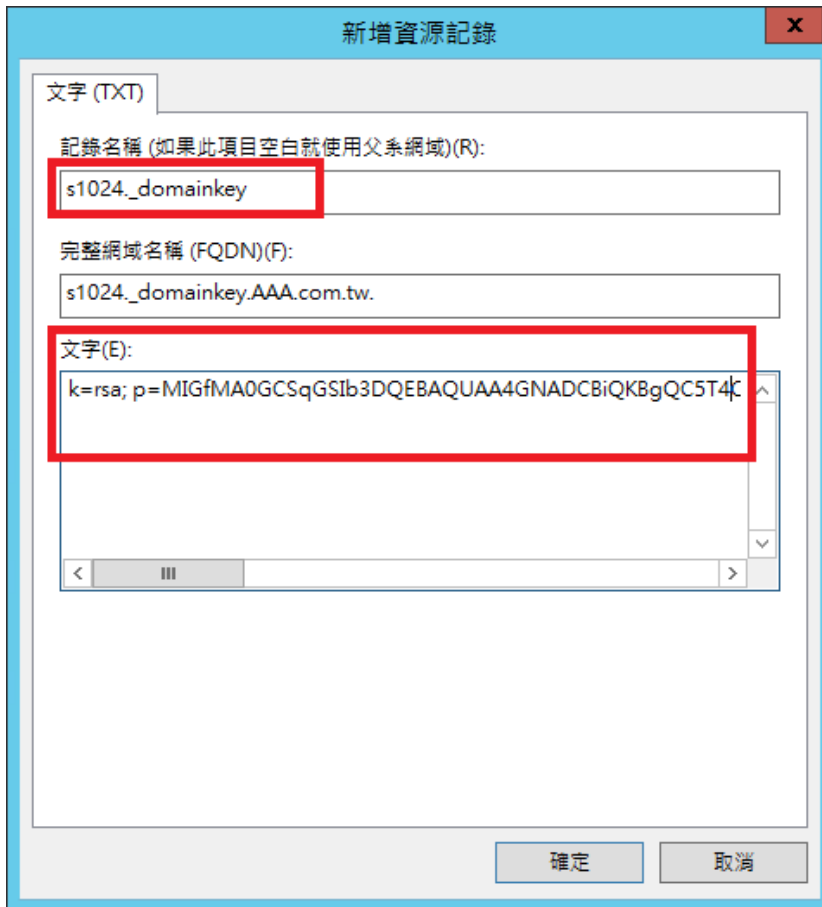 新增資源記錄
x
文字 (TXT)
記錄名稱 (如果此項目空白就使用父系網域)(R):
s1024._domainkey
完整網域名稱 (FQDN)(F):
s1024._domainkey.AAA.com.tw.
文字(E):
k=rsa; p=MIGfMA0GCSqGSIb3DQEBAQUAA4GNADCBiQKBgQC5T4C
確定
取消